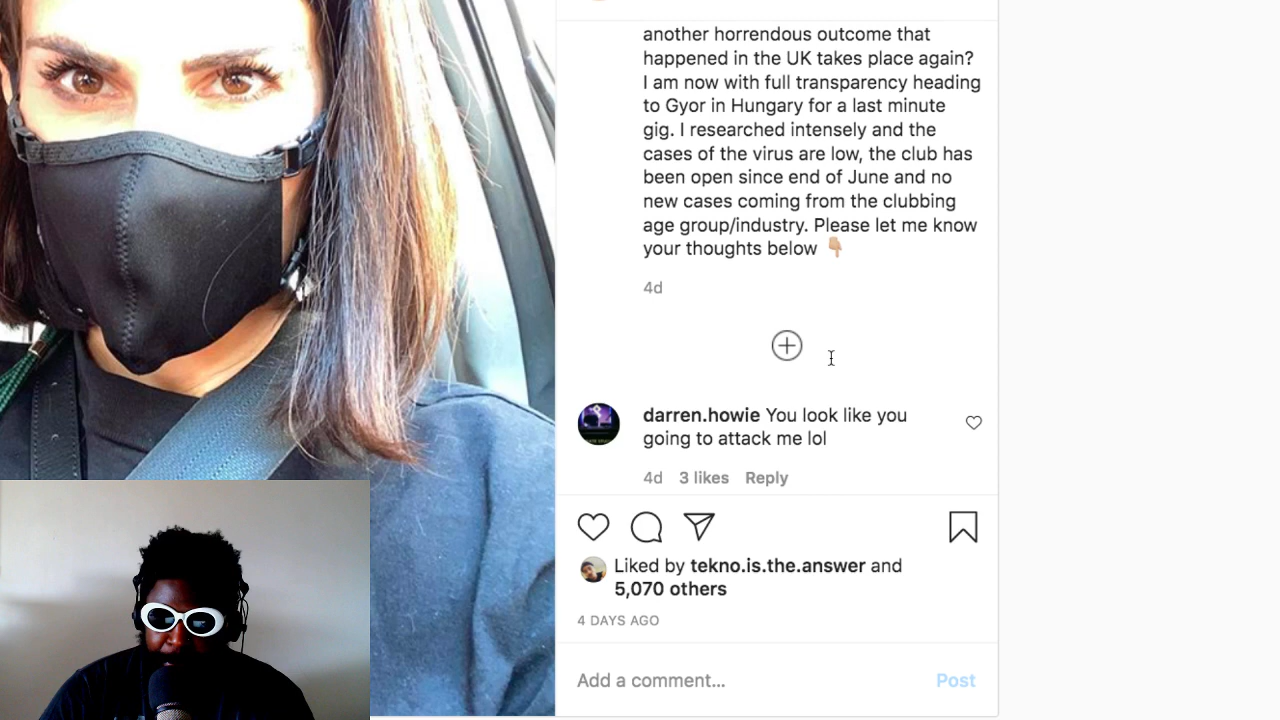 another horrendous outcome that
happened in the UK takes place again?
I am now with full transparency heading
to Gyor in Hungary for a last minute
gig. I researched intensely and the
cases of the virus are low, the club has
been open since end of June and no
new cases coming from the clubbing
age group/industry. Please let me know
your thoughts below 👇🏼
4d
darren.howie You look like you
going to attack me lol
4d 3 likes Reply
Liked by tekno.is.the.answer and
5,070 others
4 DAYS AGO
Add a comment... Post